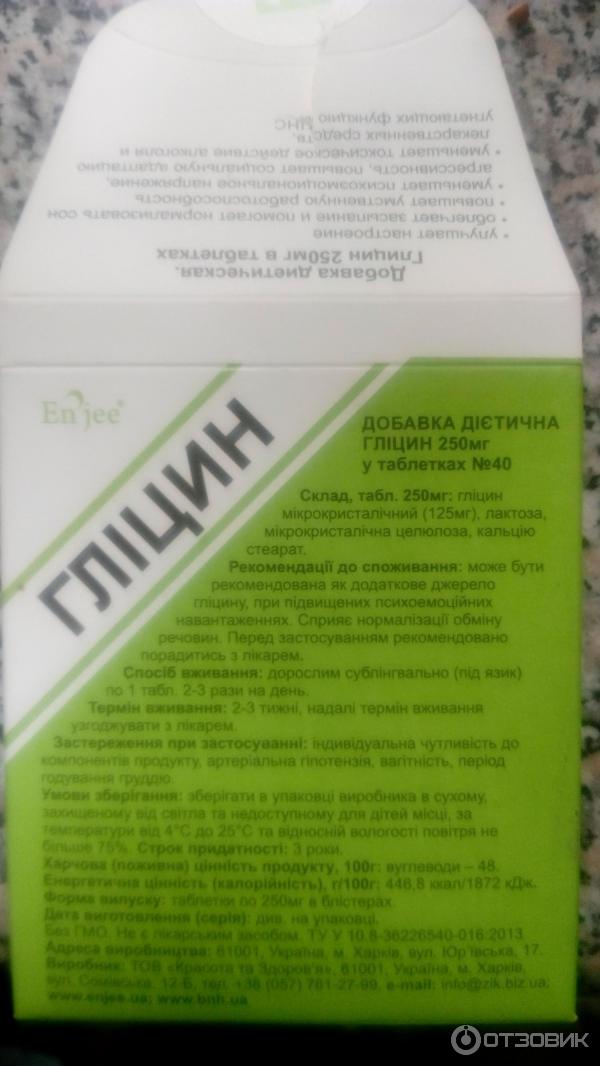 Добавка диетическая.
Глицин 250мг в таблетках
• улучшает настроение
• облегчает засыпание и помогает нормализовать сон
• повышает умственную работоспособность
• уменьшает психоэмоциональное напряжение,
агрессивность, повышает социальную адаптацию
• уменьшает токсическое действие алкоголя и
лекарственных средств,
угнетающих функцию ЦНС
En'jee®
ГЛІЦИН
ДОБАВКА ДІЄТИЧНА
ГЛІЦИН 250мг
у таблетках №40
Склад, табл. 250мг: гліцин
мікрокристалічний (125мг), лактоза,
мікрокристалічна целюлоза, кальцію
стеарат.
Рекомендації до споживання: може бути
рекомендована як додаткове джерело
гліцину, при підвищених психоемоційних
навантаженнях. Сприяє нормалізації обміну
речовин. Перед застосуванням рекомендовано
порадитись з лікарем.
Спосіб вживання: дорослим сублінгвально (під язик)
по 1 табл. 2-3 рази на день.
Термін вживання: 2-3 тижні, надалі термін вживання
узгоджувати з лікарем.
Застереження при застосуванні: індивідуальна чутливість до
компонентів продукту, артеріальна гіпотензія, вагітність, період
годування груддю.
Умови зберігання: зберігати в упаковці виробника в сухому,
захищеному від світла та недоступному для дітей місці, за
температури від 4°С до 25°С та відносній вологості повітря не
більше 75%. Строк придатності: 3 роки.
Харчова (поживна) цінність продукту, 100г: вуглеводи – 48.
Енергетична цінність (калорійність), г/100г: 446,8 ккал/1872 кДж.
Форма випуску: таблетки по 250мг в блістерах.
Дата виготовлення (серія): див. на упаковці.
Без ГМО. Не є лікарським засобом. ТУ У 10.8-36226540-016:2013
Адреса виробництва: 61001, Україна, м. Харків, вул. Юр'ївська, 17.
Виробник: ТОВ «Красота та Здоров'я», 61001, Україна, м. Харків,
вул. Сомівська, 12-Б, тел. +38 (057) 761-27-99, e-mail: info@zik.biz.ua;
www.enjee.ua; www.bnh.ua
ОТЗОВИК